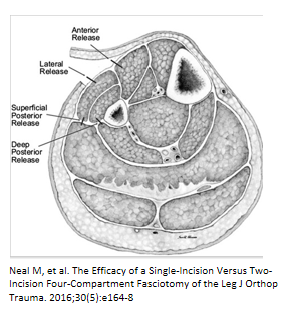 Anterior
Release
Lateral
Release
Superficial
Posterior
Release
Deep
Posterior
Release
Neal M, et al. The Efficacy of a Single-Incision Versus Two-
Incision Four-Compartment Fasciotomy of the Leg J Orthop
Trauma. 2016;30(5):e164-8